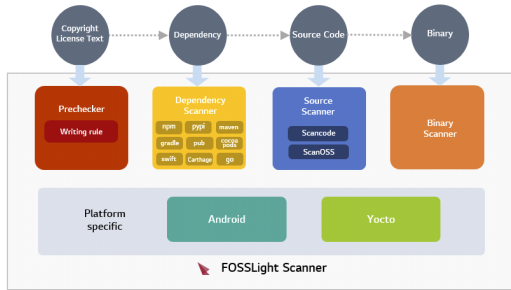 Copyright
License Text
Dependency
Source Code
Binary
Prechecker
Writing rule
Dependency
Scanner
npm
pypi
maven
gradle
pub
cocoa
pods
swift
Carthage
go
Source
Scanner
Scancode
ScanOSS
Binary
Scanner
Platform
specific
Android
Yocto
FOSSLight Scanner